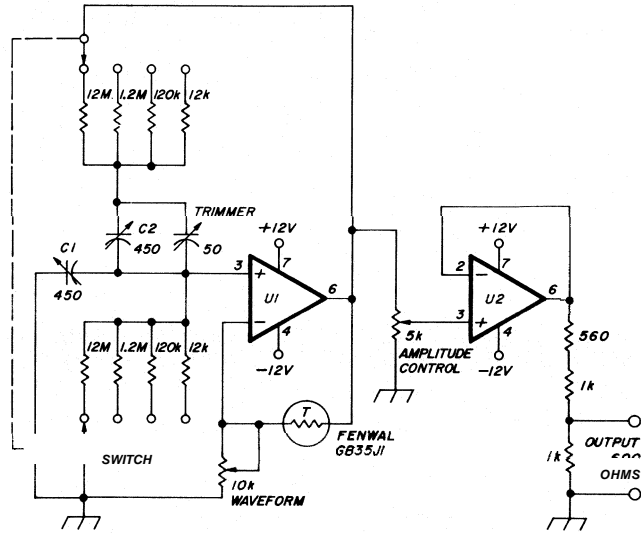 12M 1.2M 120k 12k
TRIMMER
C1
C2
450
50
450
+12V
3
+
7
U1
6
-
4
-12V
12M 1.2M 120k 12k
SWITCH
10k
WAVEFORM
T
FENWAL
GB35J1
5k
AMPLITUDE
CONTROL
+12V
2
-
7
U2
6
3
+
4
-12V
560
1k
1k
OUTPUT
OHMS